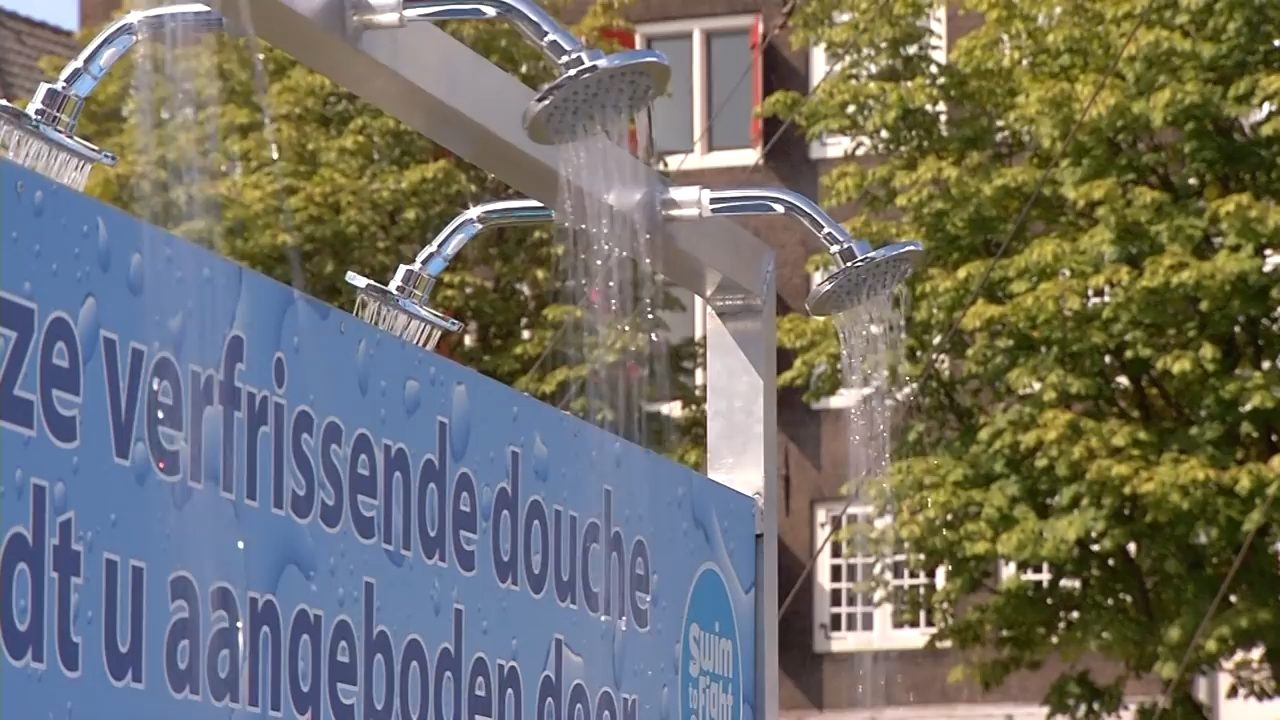 ze verfrissende douche
dt u aangeboden door
swim
to fight